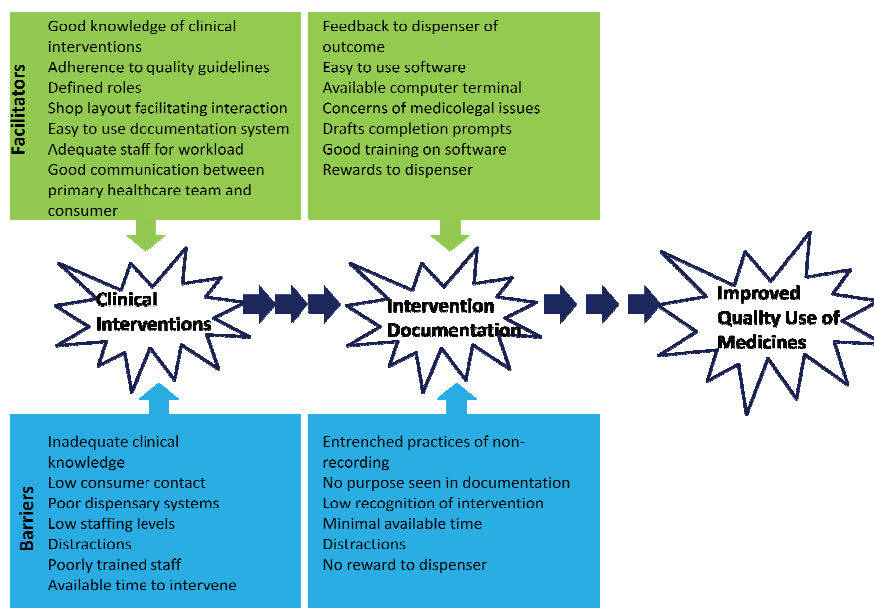 Facilitators
Good knowledge of clinical
interventions
Adherence to quality guidelines
Defined roles
Shop layout facilitating interaction
Easy to use documentation system
Adequate staff for workload
Good communication between
primary healthcare team and
consumer
Feedback to dispenser of
outcome
Easy to use software
Available computer terminal
Concerns of medicolegal issues
Drafts completion prompts
Good training on software
Rewards to dispenser
Clinical
Interventions
Intervention
Documentation
Improved
Quality Use of
Medicines
Barriers
Inadequate clinical
knowledge
Low consumer contact
Poor dispensary systems
Low staffing levels
Distractions
Poorly trained staff
Available time to intervene
Entrenched practices of non-
recording
No purpose seen in documentation
Low recognition of intervention
Minimal available time
Distractions
No reward to dispenser